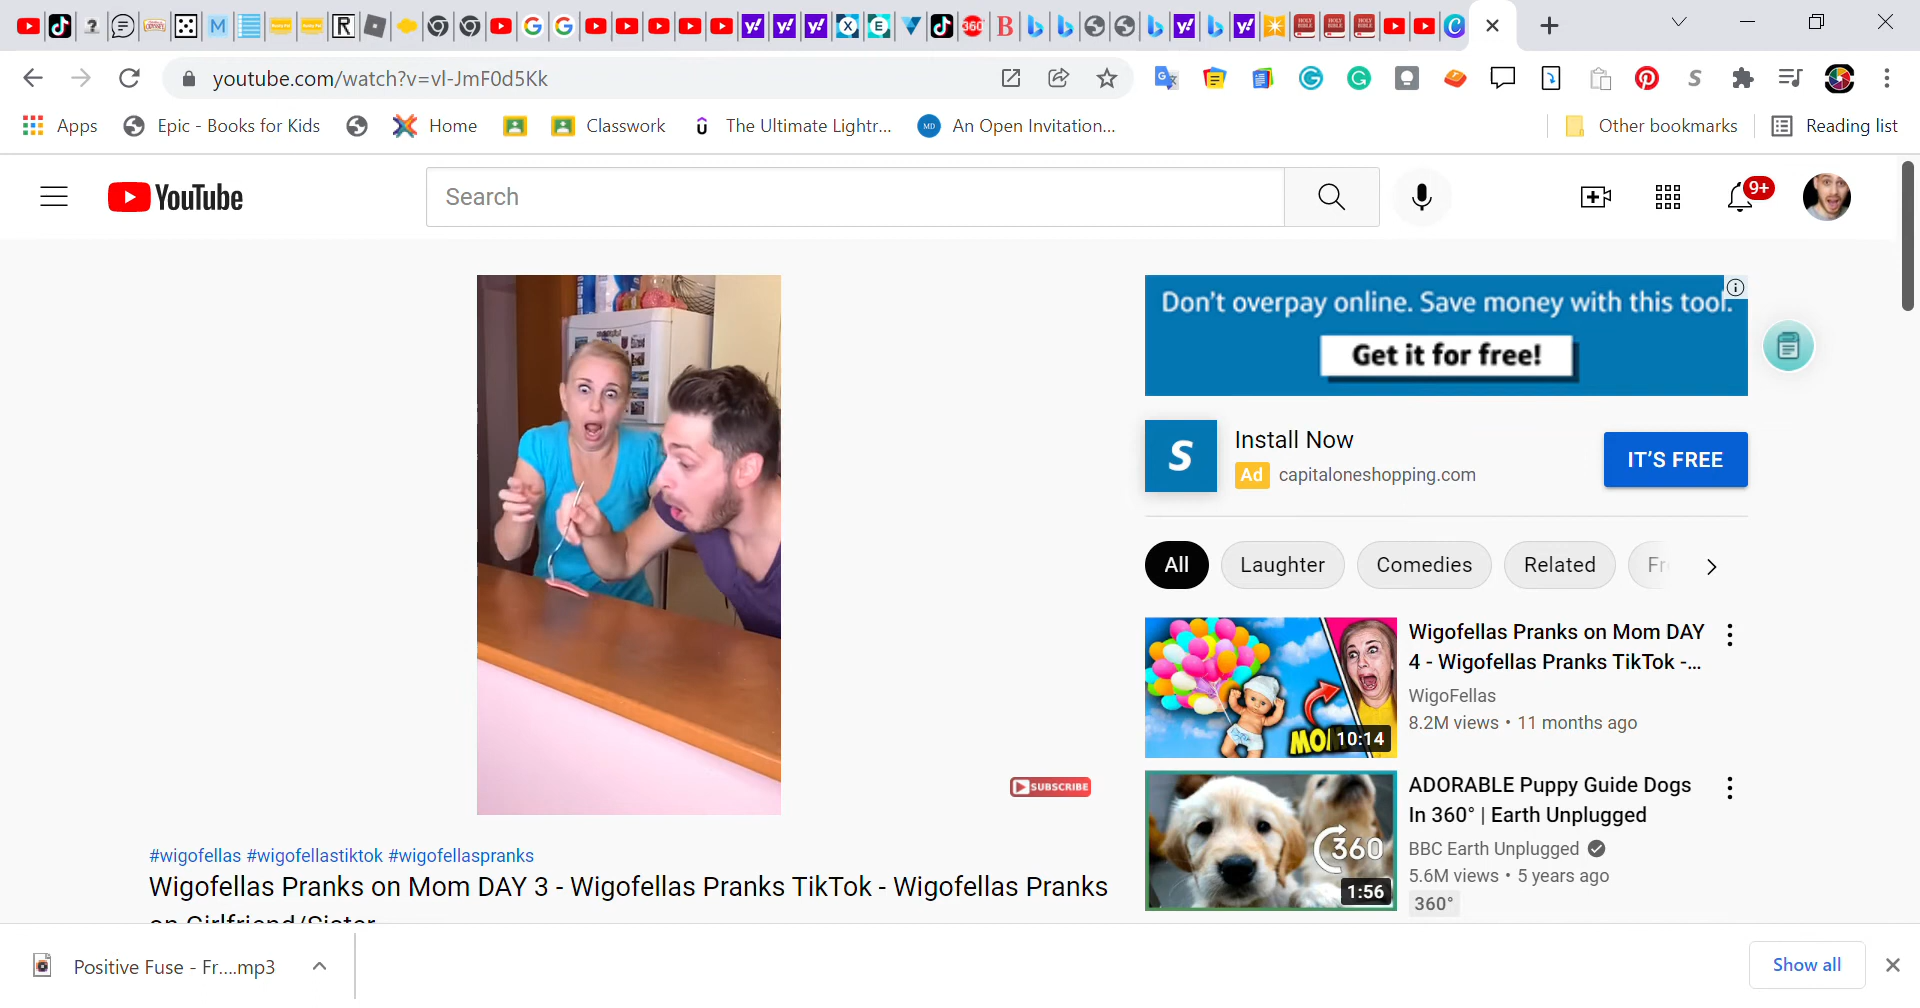 youtube.com/watch?v=vl-JmF0d5Kk
Apps
Epic - Books for Kids
Home
Classwork
The Ultimate Lightr...
MD
An Open Invitation...
Other bookmarks
Reading list
YouTube
Search
9+
Don't overpay online. Save money with this tool.
Get it for free!
S
Install Now
Ad capitaloneshopping.com
IT'S FREE
All
Laughter
Comedies
Related
SUBSCRIBE
Wigofellas Pranks on Mom DAY
4 - Wigofellas Pranks TikTok -...
WigoFellas
8.2M views • 11 months ago
10:14
ADORABLE Puppy Guide Dogs
In 360° | Earth Unplugged
BBC Earth Unplugged
5.6M views • 5 years ago
360°
360
1:56
#wigofellas #wigofellastiktok #wigofellaspranks
Wigofellas Pranks on Mom DAY 3 - Wigofellas Pranks TikTok - Wigofellas Pranks
on Girlfriend/Sister
Positive Fuse - Fr....mp3
Show all